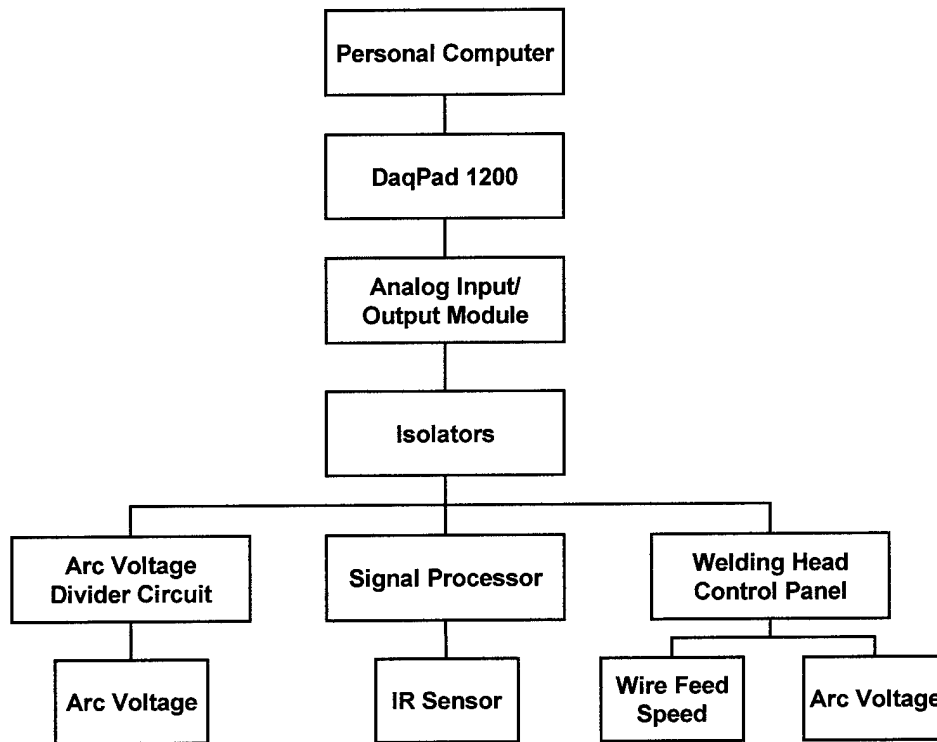 Personal Computer
DaqPad 1200
Analog Input/
Output Module
Isolators
Arc Voltage
Divider Circuit
Signal Processor
Welding Head
Control Panel
Arc Voltage
IR Sensor
Wire Feed
Speed
Arc Voltage